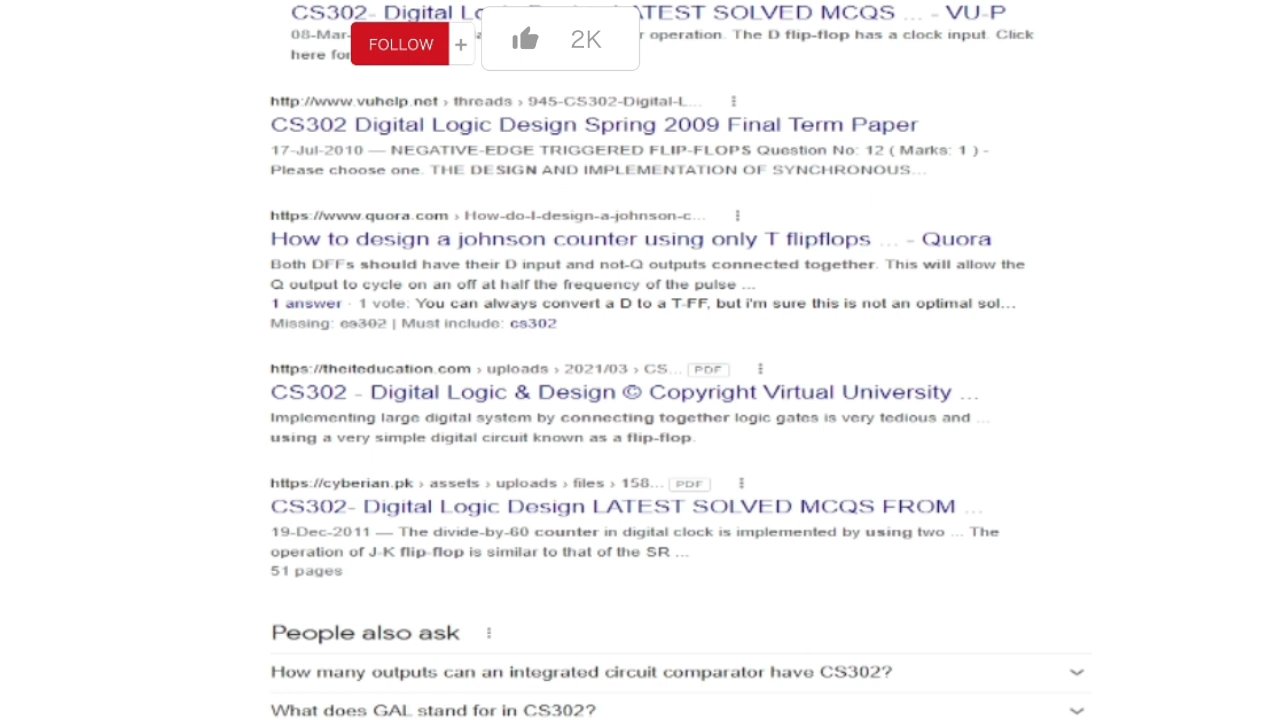 CS302- Digital Lo ATEST SOLVED MCQS ... - VU-P
08-Mar- operation. The D flip-flop has a clock input. Click
here for
FOLLOW +
2K
http://www.vuhelp.net › threads › 945-CS302-Digital-L...
CS302 Digital Logic Design Spring 2009 Final Term Paper
17-Jul-2010 — NEGATIVE-EDGE TRIGGERED FLIP-FLOPS Question No: 12 ( Marks: 1 ) -
Please choose one. THE DESIGN AND IMPLEMENTATION OF SYNCHRONOUS...
https://www.quora.com › How-do-I-design-a-johnson-c...
How to design a johnson counter using only T flipflops ... - Quora
Both DFFs should have their D input and not-Q outputs connected together. This will allow the
Q output to cycle on an off at half the frequency of the pulse ...
1 answer · 1 vote: You can always convert a D to a T-FF, but i'm sure this is not an optimal sol...
Missing: cs302 | Must include: cs302
https://theiteducation.com › uploads › 2021/03 › CS... PDF
CS302 - Digital Logic & Design © Copyright Virtual University ...
Implementing large digital system by connecting together logic gates is very tedious and ...
using a very simple digital circuit known as a flip-flop.
https://cyberian.pk › assets › uploads › files › 158... PDF
CS302- Digital Logic Design LATEST SOLVED MCQS FROM ...
19-Dec-2011 — The divide-by-60 counter in digital clock is implemented by using two ... The
operation of J-K flip-flop is similar to that of the SR ...
51 pages
People also ask
How many outputs can an integrated circuit comparator have CS302?
What does GAL stand for in CS302?